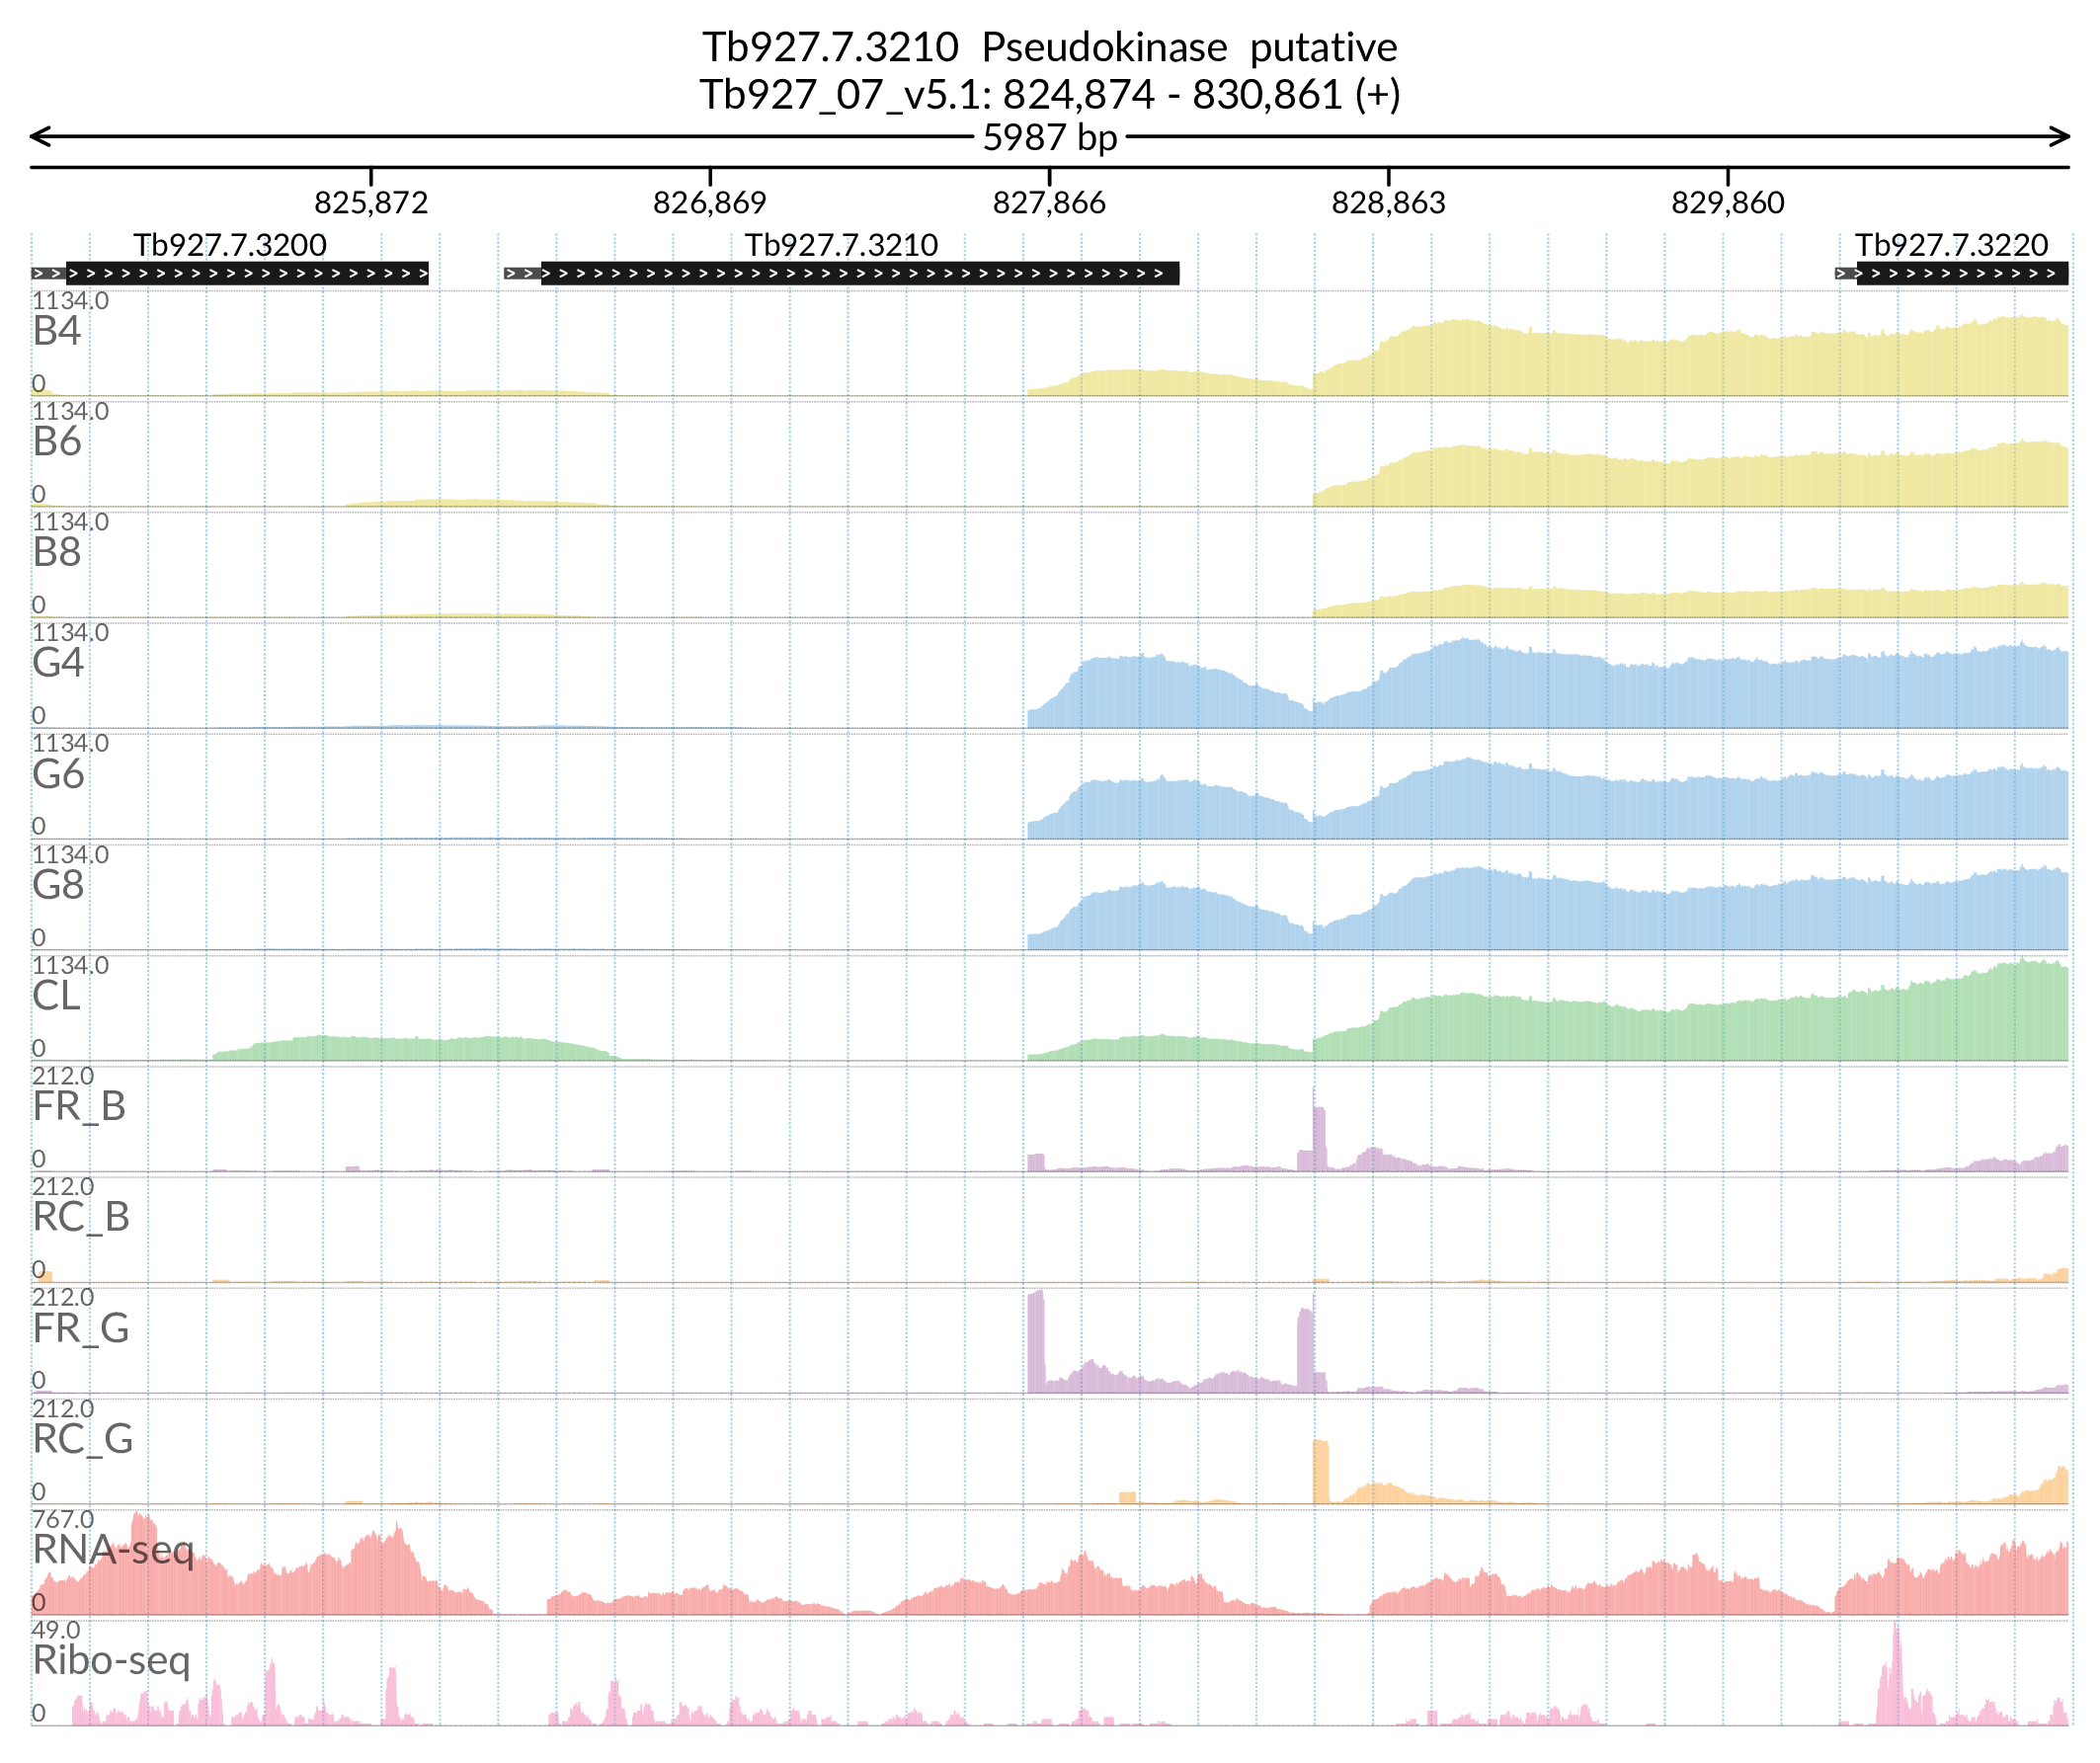 Tb927.7.3210 Pseudokinase putative
Tb927_07_v5.1: 824,874 - 830,861 (+)
5987 bp
825,872 826,869 827,866 828,863 829,860
Tb927.7.3200 Tb927.7.3210 Tb927.7.3220
1134.0
B4
0
1134.0
B6
0
1134.0
B8
0
1134.0
G4
0
1134.0
G6
0
1134.0
G8
0
1134.0
CL
0
212.0
FR_B
0
212.0
RC_B
0
212.0
FR_G
0
212.0
RC_G
0
767.0
RNA-seq
0
49.0
Ribo-seq
0